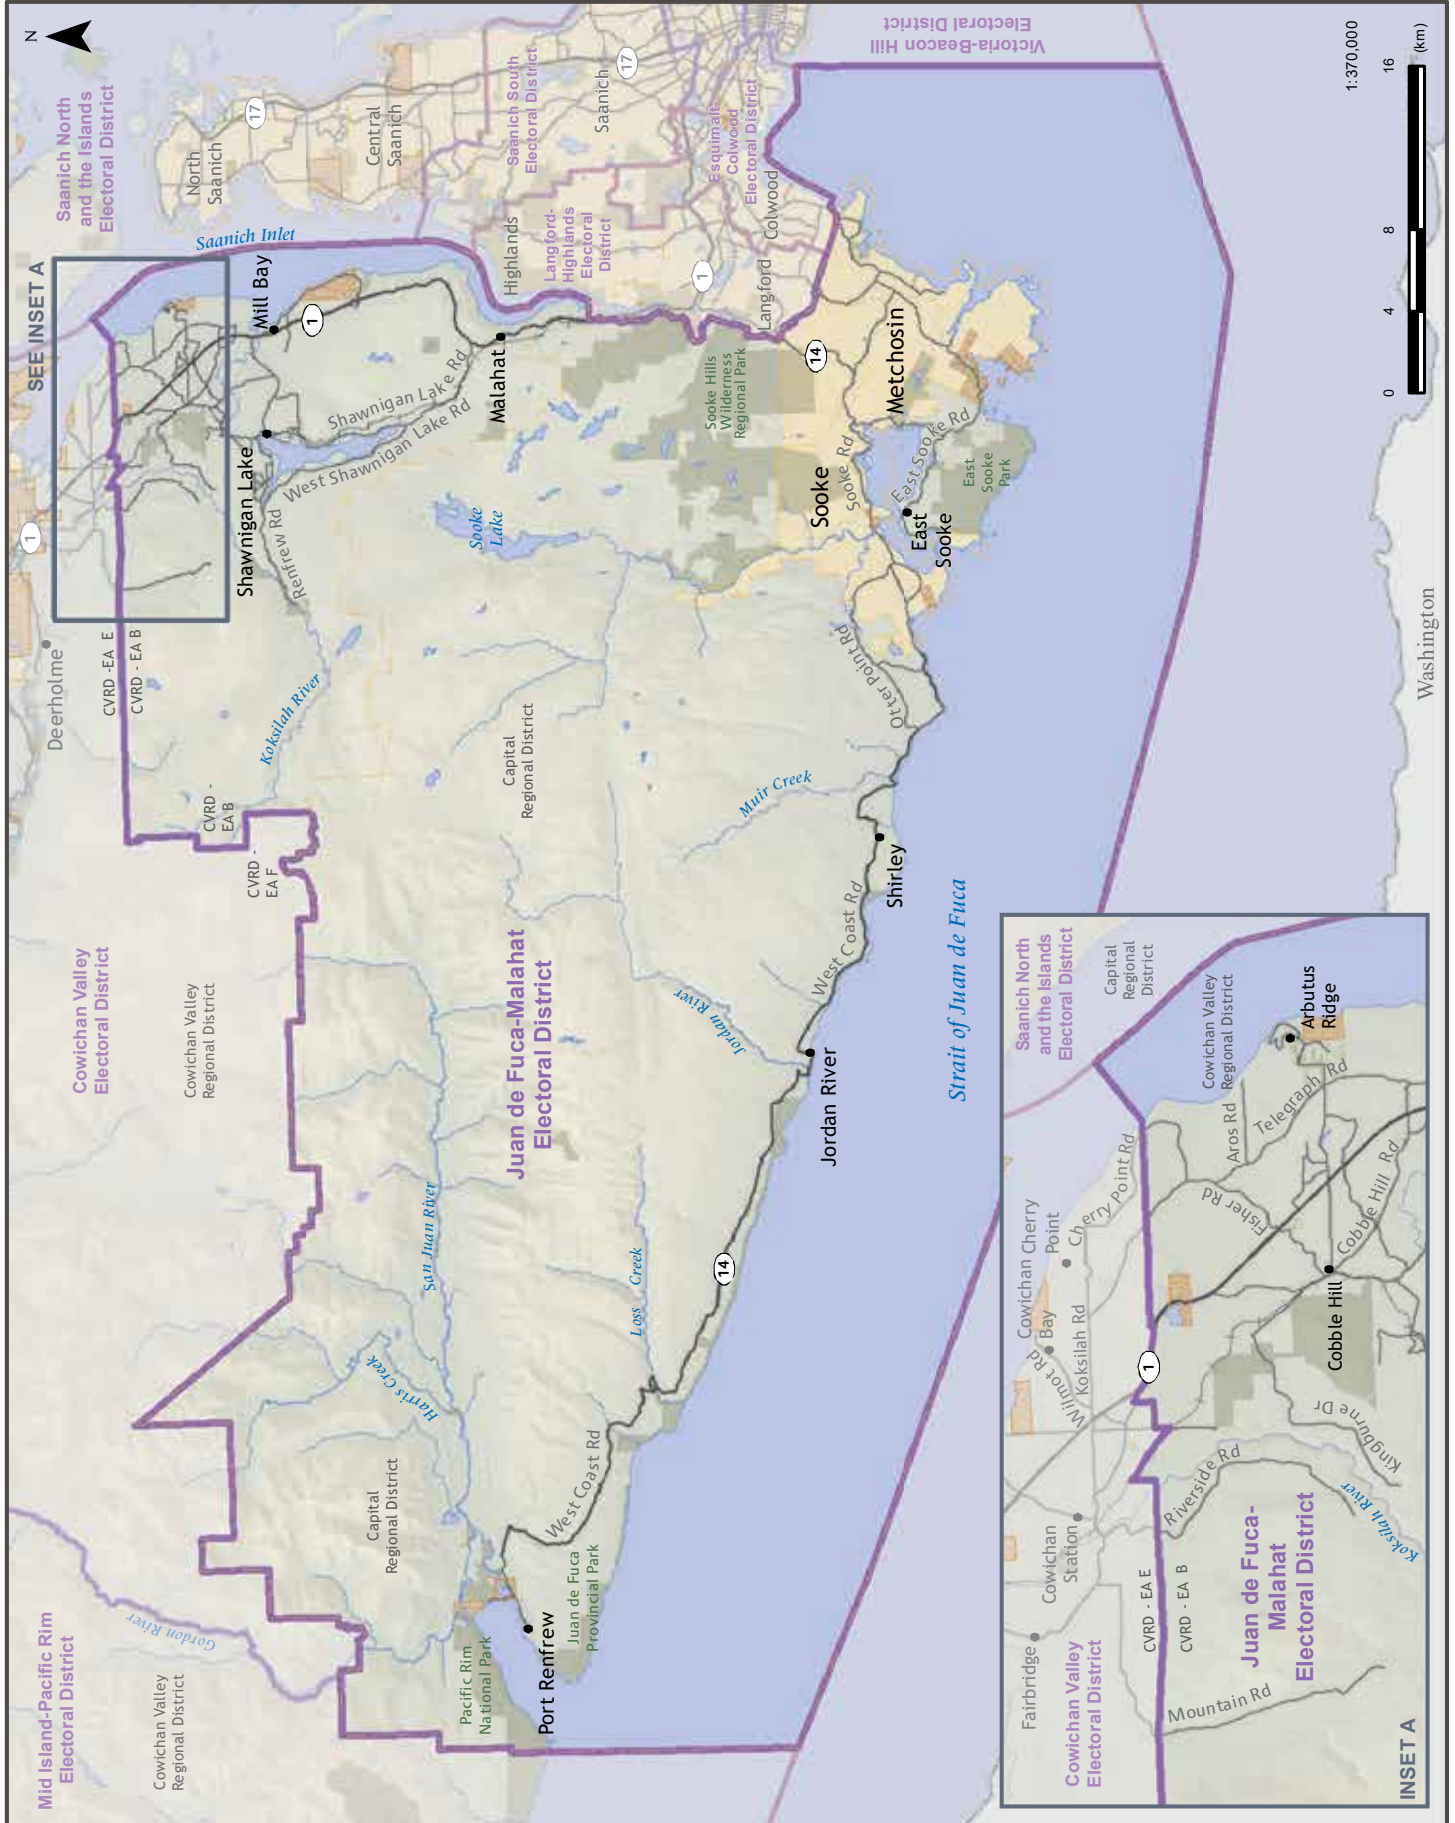 Mid Island-Pacific Rim
Electoral District
Gordon River
Cowichan Valley
Regional District
Cowichan Valley
Electoral District
Cowichan Valley
Regional District
Deerholme
CVRD -EA E
CVRD - EA B
CVRD -
EA B
CVRD -
EA F
1
SEE INSET A
Saanich North
and the Islands
Electoral District
N
North
Saanich
17
Central
Saanich
Saanich Inlet
Mill Bay
1
Shawnigan Lake
Renfrew Rd
Shawnigan Lake Rd
West Shawnigan Lake Rd
Malahat
Koksilah River
Sooke
Lake
Highlands
Langford-
Highlands
Electoral
District
Saanich South
Electoral District
Saanich
17
Esquimalt-
Colwood
Electoral District
Colwood
Langford
1
Victoria-Beacon Hill
Electoral District
Sooke Hills
Wilderness
Regional Park
14
Metchosin
Sooke
Sooke Rd
East Sooke Rd
East
Sooke
Park
East
Sooke
Otter Point Rd
Capital
Regional District
Muir Creek
Shirley
West Coast Rd
Jordan River
Jordan River
Juan de Fuca-Malahat
Electoral District
San Juan River
Harris Creek
Loss Creek
14
Capital
Regional District
West Coast Rd
Pacific Rim
National Park
Port Renfrew
Juan de Fuca
Provincial Park
Strait of Juan de Fuca
Washington
1:370,000
0
4
8
16
(km)
INSET A
Saanich North
and the Islands
Electoral District
Capital
Regional
District
Cowichan Valley
Regional District
Arbutus
Ridge
Telegraph Rd
Aros Rd
Cherry Point Rd
Cherry
Point
Cowichan
Bay
Wilmot Rd
Koksilah Rd
Fisher Rd
Cobble Hill Rd
Cobble Hill
1
Kingburne Dr
Riverside Rd
Koksilah River
Cowichan
Station
Fairbridge
Cowichan Valley
Electoral District
CVRD - EA E
CVRD - EA B
Juan de Fuca-
Malahat
Electoral District
Mountain Rd